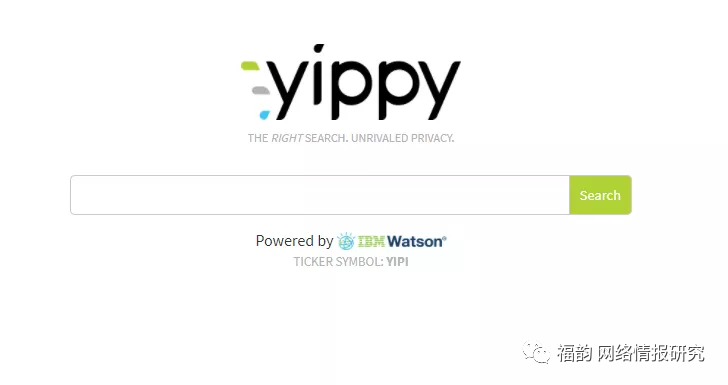 yippy
THE RIGHT SEARCH. UNRIVALED PRIVACY.
Search
Powered by IBM Watson®
TICKER SYMBOL: YIPI
福韵 网络情报研究